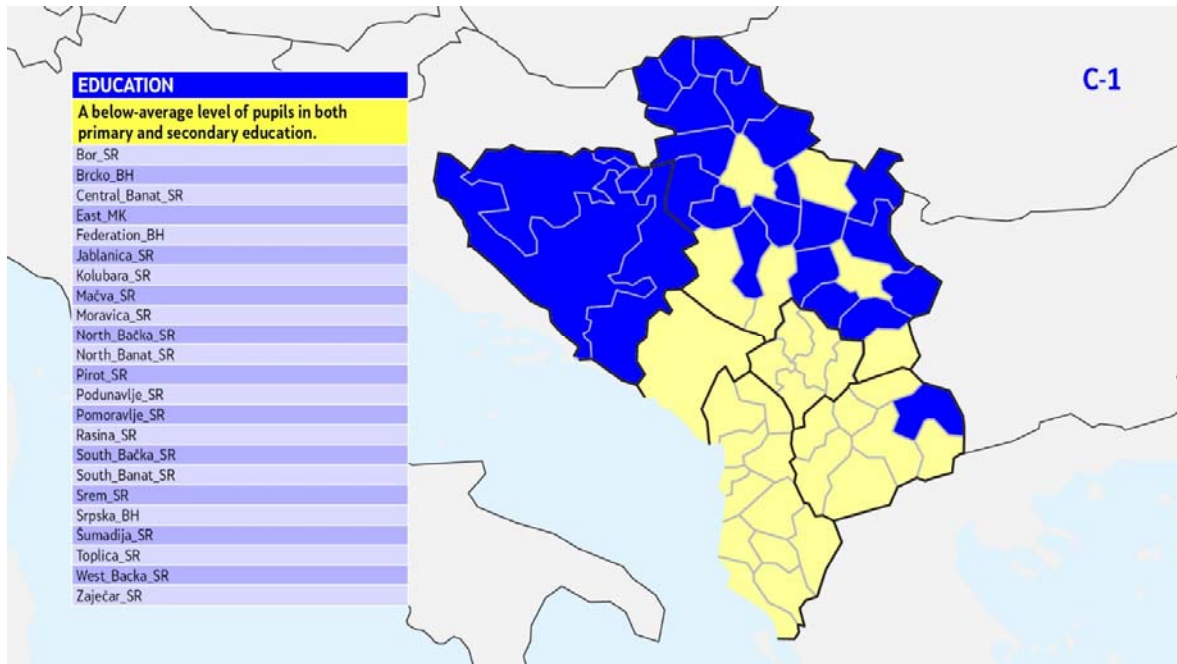 EDUCATION
A below-average level of pupils in both
primary and secondary education.
Bor_SR
Brcko_BH
Central_Banat_SR
East_MK
Federation_BH
Jablanica_SR
Kolubara_SR
Mačva_SR
Moravica_SR
North_Bačka_SR
North_Banat_SR
Pirot_SR
Podunavlje_SR
Pomoravlje_SR
Rasina_SR
South_Bačka_SR
South_Banat_SR
Srem_SR
Srpska_BH
Šumadija_SR
Toplica_SR
West_Backa_SR
Zaječar_SR
C-1